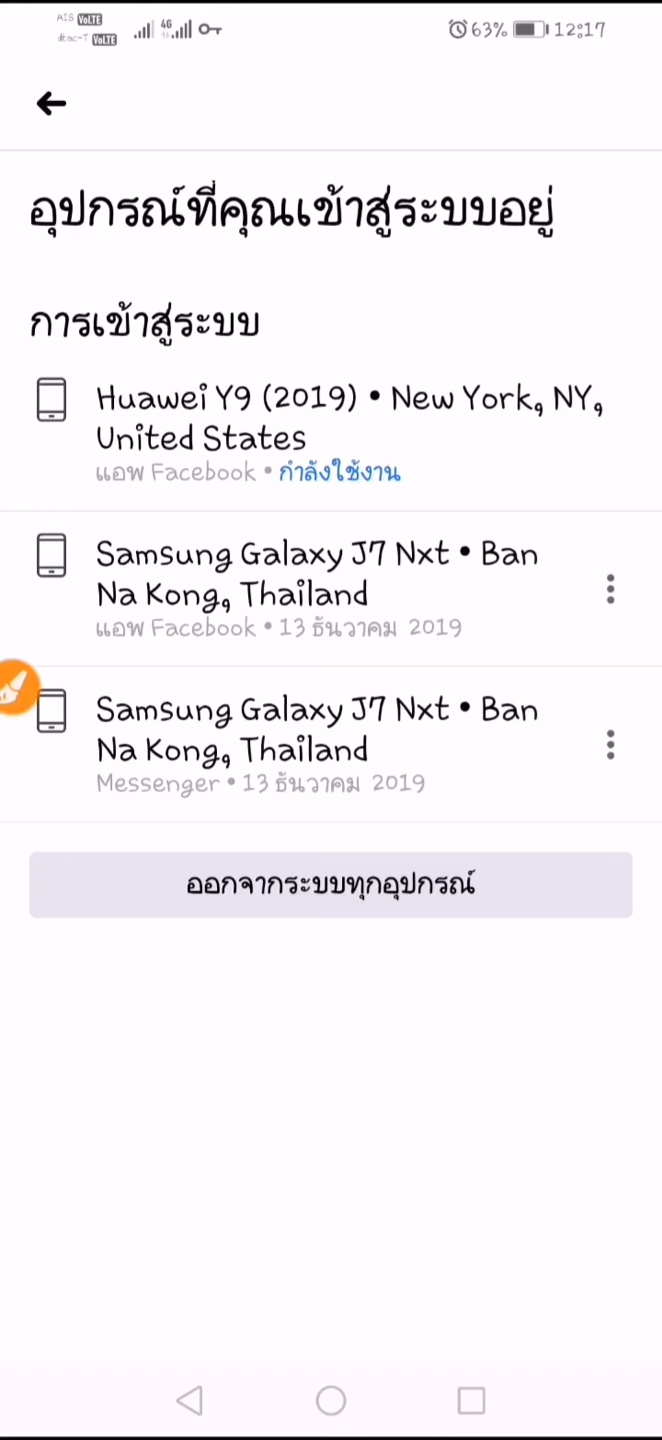 AIS VoLTE
dtac-T VoLTE
4G
63%
12:17
อุปกรณ์ที่คุณเข้าสู่ระบบอยู่
การเข้าสู่ระบบ
Huawei Y9 (2019) • New York, NY,
United States
แอพ Facebook • กำลังใช้งาน
Samsung Galaxy J7 Nxt • Ban
Na Kong, Thailand
แอพ Facebook • 13 ธันวาคม 2019
Samsung Galaxy J7 Nxt • Ban
Na Kong, Thailand
Messenger • 13 ธันวาคม 2019
ออกจากระบบทุกอุปกรณ์